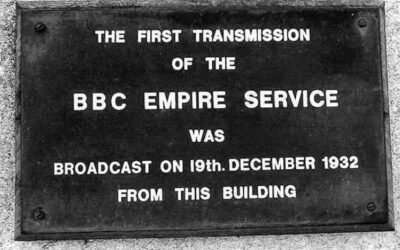 THE FIRST TRANSMISSION
OF THE
BBC EMPIRE SERVICE
WAS
BROADCAST ON 19th. DECEMBER 1932
FROM THIS BUILDING